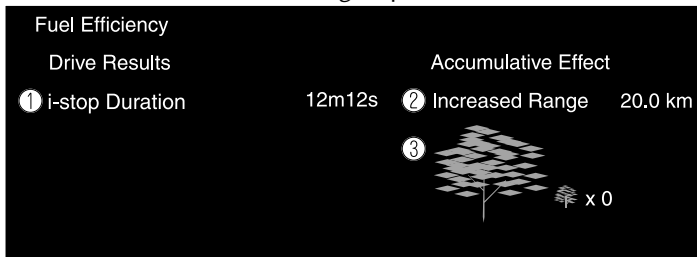 Fuel Efficiency
Drive Results
Accumulative Effect
① i-stop Duration 12m12s
② Increased Range 20.0 km
③
x 0